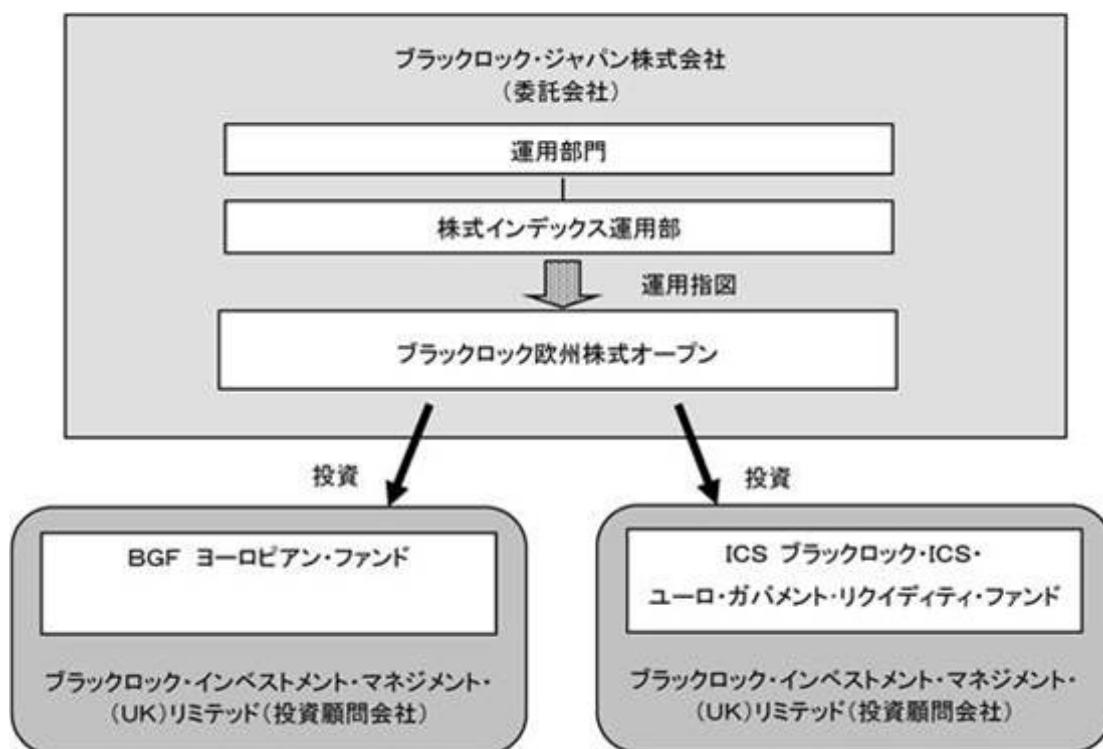 ブラックロック・ジャパン株式会社
(委託会社)
運用部門
株式インデックス運用部
運用指図
ブラックロック欧州株式オープン
投資
投資
BGF ヨーロピアン・ファンド
ブラックロック・インベストメント・マネジメント・
(UK)リミテッド(投資顧問会社)
ICS ブラックロック・ICS・
ユーロ・ガバメント・リクイディティ・ファンド
ブラックロック・インベストメント・マネジメント・
(UK)リミテッド(投資顧問会社)